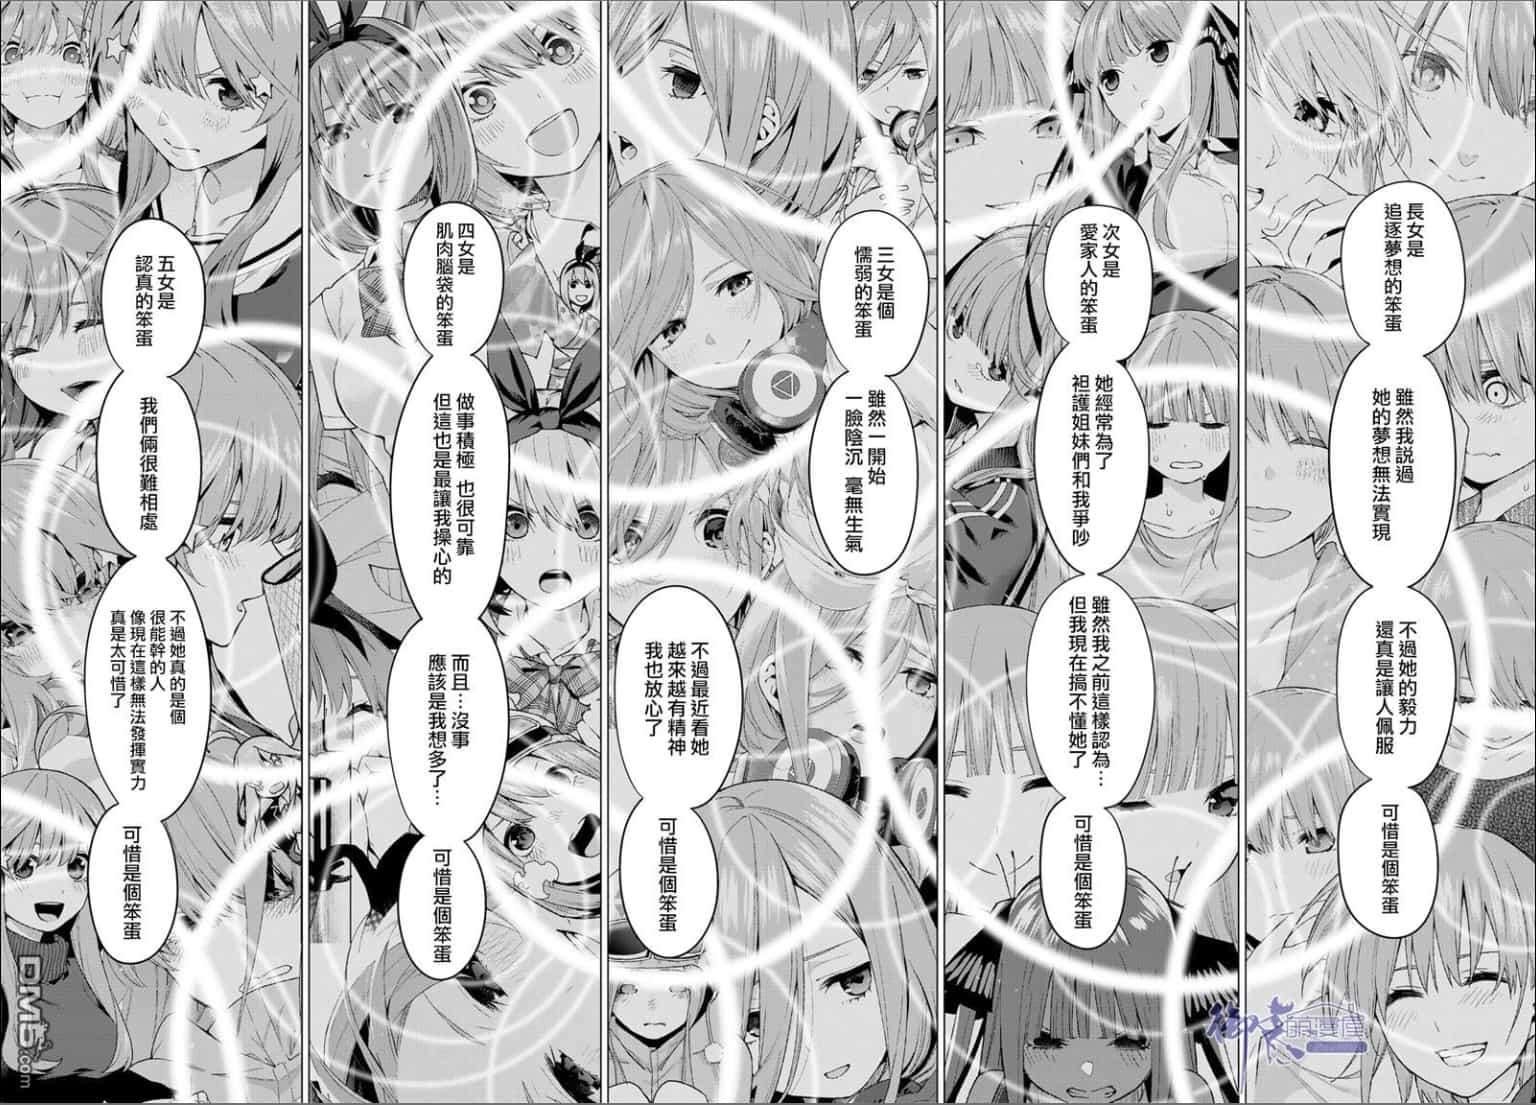 長女是
追逐夢想的笨蛋
雖然我說過
她的夢想無法實現
不過她的毅力
還真是讓人佩服
可惜是個笨蛋
次女是
愛家人的笨蛋
她經常為了
袒護姐妹們和我爭吵
雖然我之前這樣認為…
但我現在搞不懂她了
可惜是個笨蛋
三女是個
懦弱的笨蛋
雖然一開始
一臉陰沉 毫無生氣
不過最近看她
越來越有精神
我也放心了
可惜是個笨蛋
四女是
肌肉腦袋的笨蛋
做事積極 也很可靠
但這也是最讓我操心的
而且…沒事
應該是我想多了…
可惜是個笨蛋
五女是
認真的笨蛋
我們倆很難相處
不過她真的是個
很能幹的人
像現在這樣無法發揮實力
真是太可惜了
可惜是個笨蛋
DM5.com